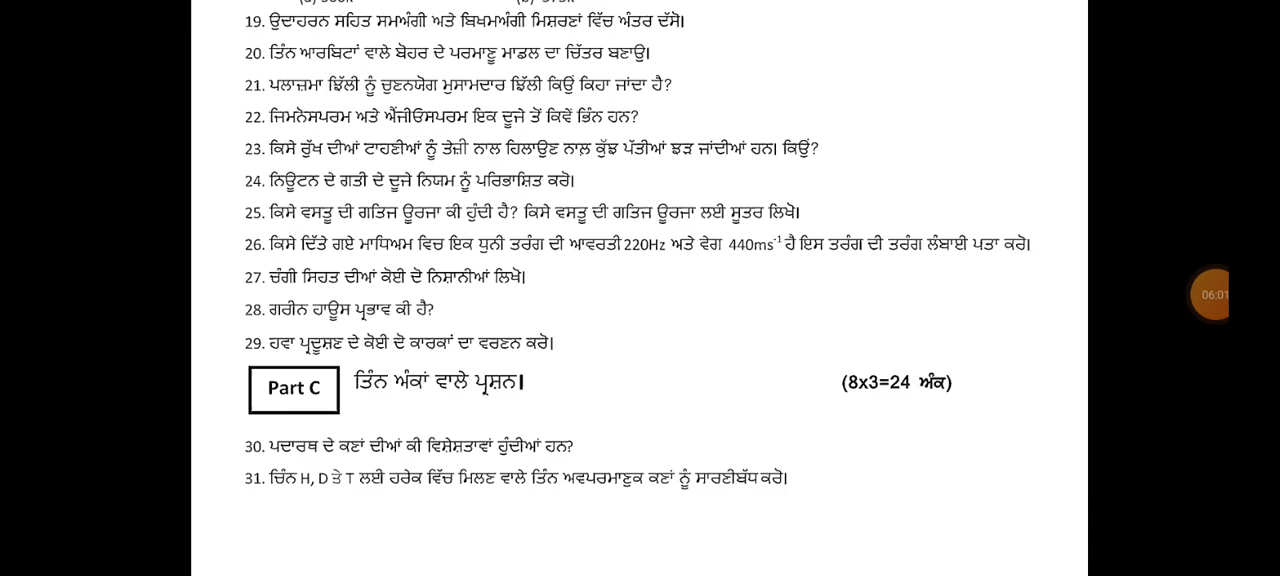 19. ਉਦਾਹਰਨ ਸਹਿਤ ਸਮਅੰਗੀ ਅਤੇ ਬਿਖਮਅੰਗੀ ਮਿਸ਼ਰਣਾਂ ਵਿੱਚ ਅੰਤਰ ਦੱਸੋ।
20. ਤਿੰਨ ਆਰਬਿਟਾਂ ਵਾਲੇ ਬੋਹਰ ਦੇ ਪਰਮਾਣੂ ਮਾਡਲ ਦਾ ਚਿੱਤਰ ਬਣਾਉ।
21. ਪਲਾਜ਼ਮਾ ਝਿੱਲੀ ਨੂੰ ਚੁਣਨਯੋਗ ਮੁਸਾਮਦਾਰ ਝਿੱਲੀ ਕਿਉਂ ਕਿਹਾ ਜਾਂਦਾ ਹੈ?
22. ਜਿਮਨੋਸਪਰਮ ਅਤੇ ਐਂਜੀਓਸਪਰਮ ਇਕ ਦੂਜੇ ਤੋਂ ਕਿਵੇਂ ਭਿੰਨ ਹਨ?
23. ਕਿਸੇ ਰੁੱਖ ਦੀਆਂ ਟਾਹਣੀਆਂ ਨੂੰ ਤੇਜ਼ੀ ਨਾਲ ਹਿਲਾਉਣ ਨਾਲ਼ ਕੁੱਝ ਪੱਤੀਆਂ ਝੜ ਜਾਂਦੀਆਂ ਹਨ। ਕਿਉਂ?
24. ਨਿਊਟਨ ਦੇ ਗਤੀ ਦੇ ਦੂਜੇ ਨਿਯਮ ਨੂੰ ਪਰਿਭਾਸ਼ਿਤ ਕਰੋ।
25. ਕਿਸੇ ਵਸਤੂ ਦੀ ਗਤਿਜ ਊਰਜਾ ਕੀ ਹੁੰਦੀ ਹੈ? ਕਿਸੇ ਵਸਤੂ ਦੀ ਗਤਿਜ ਊਰਜਾ ਲਈ ਸੂਤਰ ਲਿਖੋ।
26. ਕਿਸੇ ਦਿੱਤੇ ਗਏ ਮਾਧਿਅਮ ਵਿਚ ਇਕ ਧੁਨੀ ਤਰੰਗ ਦੀ ਆਵਰਤੀ 220Hz ਅਤੇ ਵੇਗ 440ms⁻¹ ਹੈ ਇਸ ਤਰੰਗ ਦੀ ਤਰੰਗ ਲੰਬਾਈ ਪਤਾ ਕਰੋ।
27. ਚੰਗੀ ਸਿਹਤ ਦੀਆਂ ਕੋਈ ਦੋ ਨਿਸ਼ਾਨੀਆਂ ਲਿਖੋ।
28. ਗਰੀਨ ਹਾਊਸ ਪ੍ਰਭਾਵ ਕੀ ਹੈ?
29. ਹਵਾ ਪ੍ਰਦੂਸ਼ਣ ਦੇ ਕੋਈ ਦੋ ਕਾਰਕਾਂ ਦਾ ਵਰਣਨ ਕਰੋ।
Part C ਤਿੰਨ ਅੰਕਾਂ ਵਾਲੇ ਪ੍ਰਸ਼ਨ। (8x3=24 ਅੰਕ)
30. ਪਦਾਰਥ ਦੇ ਕਣਾਂ ਦੀਆਂ ਕੀ ਵਿਸ਼ੇਸ਼ਤਾਵਾਂ ਹੁੰਦੀਆਂ ਹਨ?
31. ਚਿੰਨ H, D ਤੇ T ਲਈ ਹਰੇਕ ਵਿੱਚ ਮਿਲਣ ਵਾਲੇ ਤਿੰਨ ਅਵਪਰਮਾਣੁਕ ਕਣਾਂ ਨੂੰ ਸਾਰਣੀਬੱਧ ਕਰੋ।
06:01